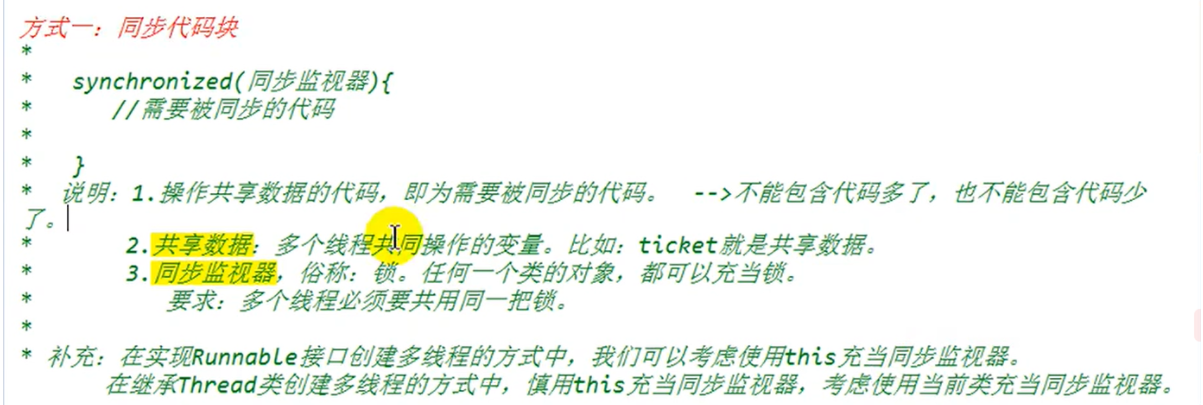 方式一：同步代码块
*
*   synchronized(同步监视器){
*      //需要被同步的代码
*
*   }
*  说明：1.操作共享数据的代码，即为需要被同步的代码。  -->不能包含代码多了，也不能包含代码少
了。
*       2.共享数据：多个线程共同操作的变量。比如：ticket就是共享数据。
*       3.同步监视器，俗称：锁。任何一个类的对象，都可以充当锁。
*          要求：多个线程必须要共用同一把锁。
*
* 补充：在实现Runnable接口创建多线程的方式中，我们可以考虑使用this充当同步监视器。
在继承Thread类创建多线程的方式中，慎用this充当同步监视器，考虑使用当前类充当同步监视器。